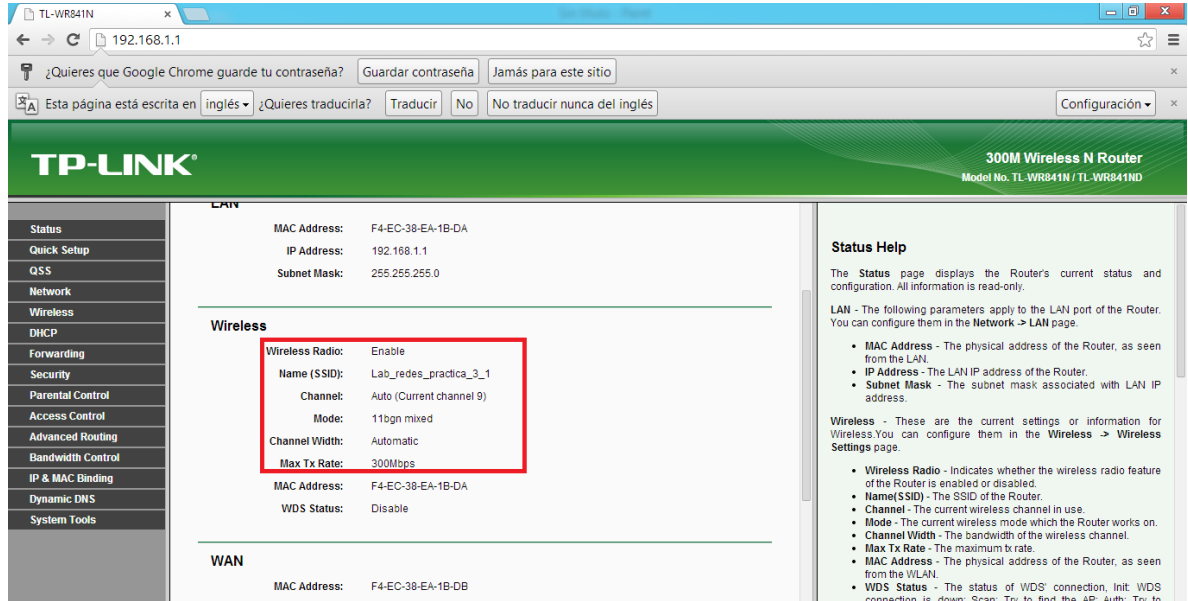 TL-WR841N
192.168.1.1
¿Quieres que Google Chrome guarde tu contraseña? Guardar contraseña Jamás para este sitio
Esta página está escrita en inglés ¿Quieres traducirla? Traducir No No traducir nunca del inglés Configuración
TP-LINK®
300M Wireless N Router
Model No. TL-WR841N / TL-WR841ND
Status
Quick Setup
QSS
Network
Wireless
DHCP
Forwarding
Security
Parental Control
Access Control
Advanced Routing
Bandwidth Control
IP & MAC Binding
Dynamic DNS
System Tools
LAN
MAC Address: F4-EC-38-EA-1B-DA
IP Address: 192.168.1.1
Subnet Mask: 255.255.255.0
Wireless
Wireless Radio: Enable
Name (SSID): Lab_redes_practica_3_1
Channel: Auto (Current channel 9)
Mode: 11bgn mixed
Channel Width: Automatic
Max Tx Rate: 300Mbps
MAC Address: F4-EC-38-EA-1B-DA
WDS Status: Disable
WAN
MAC Address: F4-EC-38-EA-1B-DB
Status Help
The Status page displays the Router's current status and
configuration. All information is read-only.
LAN - The following parameters apply to the LAN port of the Router.
You can configure them in the Network -> LAN page.
• MAC Address - The physical address of the Router, as seen
from the LAN.
• IP Address - The LAN IP address of the Router.
• Subnet Mask - The subnet mask associated with LAN IP
address.
Wireless - These are the current settings or information for
Wireless.You can configure them in the Wireless -> Wireless
Settings page.
• Wireless Radio - Indicates whether the wireless radio feature
of the Router is enabled or disabled.
• Name(SSID) - The SSID of the Router.
• Channel - The current wireless channel in use.
• Mode - The current wireless mode which the Router works on.
• Channel Width - The bandwidth of the wireless channel.
• Max Tx Rate - The maximum tx rate.
• MAC Address - The physical address of the Router, as seen
from the WLAN.
• WDS Status - The status of WDS' connection, Init: WDS
connection is down; Scan: Try to find the AP; Auth: Try to